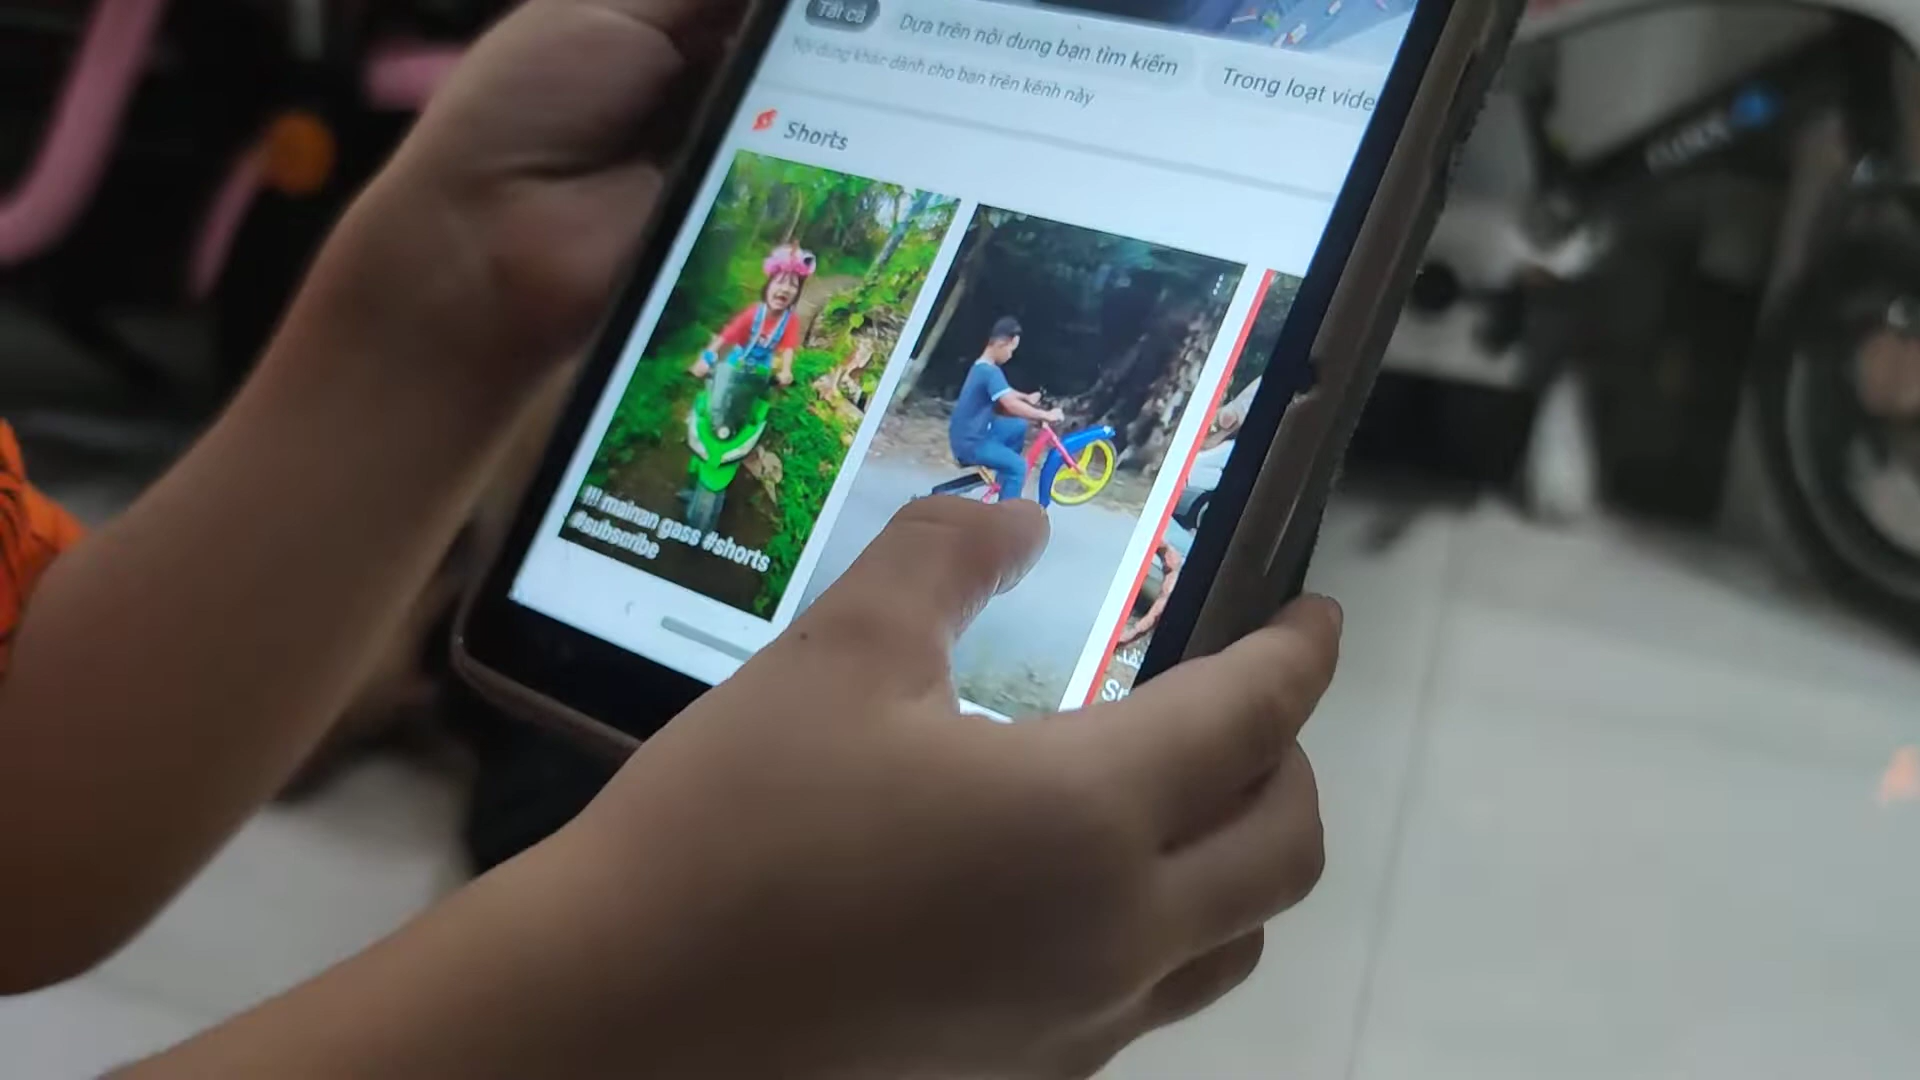 Tất cả
Dựa trên nội dung bạn tìm kiếm
Trong loạt vide
Nội dung khác dành cho bạn trên kênh này
Shorts
!!! mainan gass #shorts
#subscribe